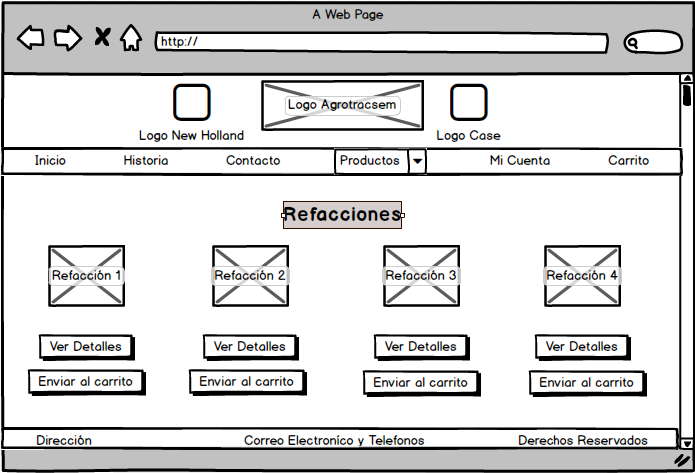 A Web Page
http://
Logo Agrotracsem
Logo New Holland
Logo Case
Inicio Historia Contacto Productos Mi Cuenta Carrito
Refacciones
Refacción 1 Refacción 2 Refacción 3 Refacción 4
Ver Detalles Ver Detalles Ver Detalles Ver Detalles
Enviar al carrito Enviar al carrito Enviar al carrito Enviar al carrito
Dirección Correo Electroníco y Telefonos Derechos Reservados